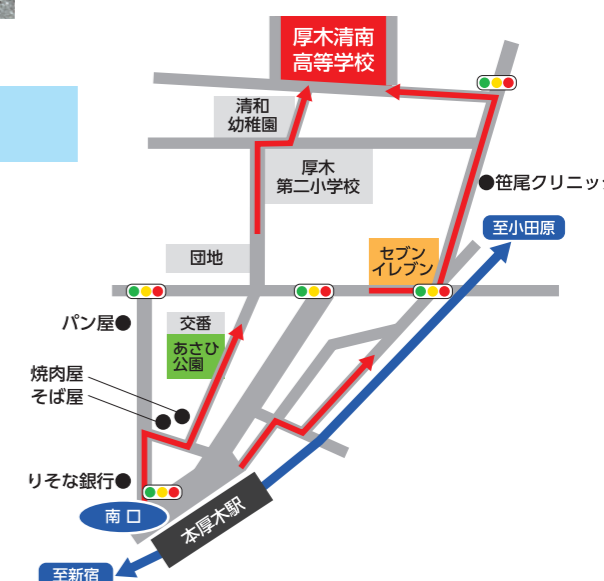 厚木清南
高等学校
清和
幼稚園
厚木
第二小学校
笹尾クリニック
至小田原
団地
セブン
イレブン
パン屋
交番
あさひ
公園
焼肉屋
そば屋
りそな銀行
南口
本厚木駅
至新宿